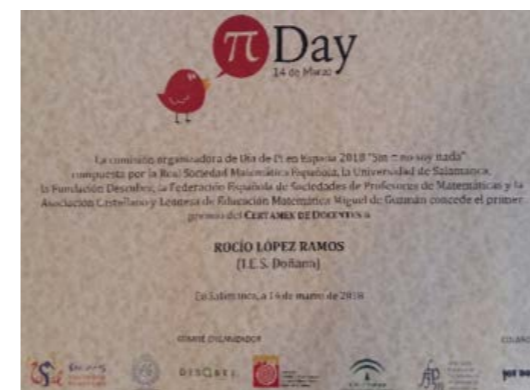 π Day
14 de Marzo
La comisión organizadora de Día de Pi en España 2018 "Sin π no soy nada"
compuesta por la Real Sociedad Matemática Española, la Universidad de Salamanca,
la Fundación Descubre, la Federación Española de Sociedades de Profesores de Matemáticas y la
Asociación Castellano y Leonesa de Educación Matemática Miguel de Guzmán concede el primer
premio del CERTAMEN DE DOCENTES a
ROCÍO LÓPEZ RAMOS
(I.E.S. Doñana)
En Salamanca, a 14 de marzo de 2018
COMITÉ ORGANIZADOR